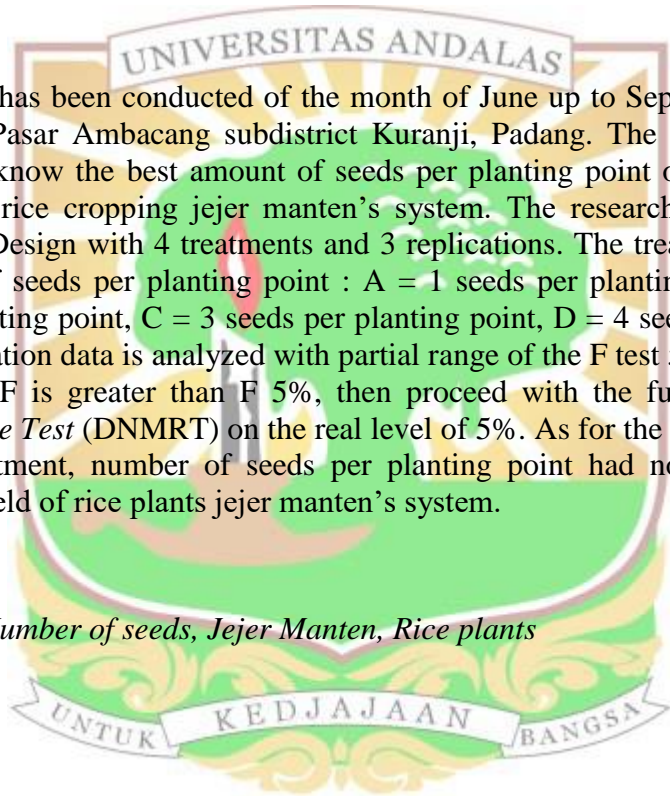 UNIVERSITAS ANDALAS
has been conducted of the month of June up to Sep
Pasar Ambacang subdistrict Kuranji, Padang. The
know the best amount of seeds per planting point o
rice cropping jejer manten's system. The research
Design with 4 treatments and 3 replications. The trea
f seeds per planting point : A = 1 seeds per plantin
ting point, C = 3 seeds per planting point, D = 4 see
ation data is analyzed with partial range of the F test
F is greater than F 5%, then proceed with the fu
e Test (DNMRT) on the real level of 5%. As for the
tment, number of seeds per planting point had no
eld of rice plants jejer manten's system.
Number of seeds, Jejer Manten, Rice plants
UNTUK KEDJAJAAN BANGSA